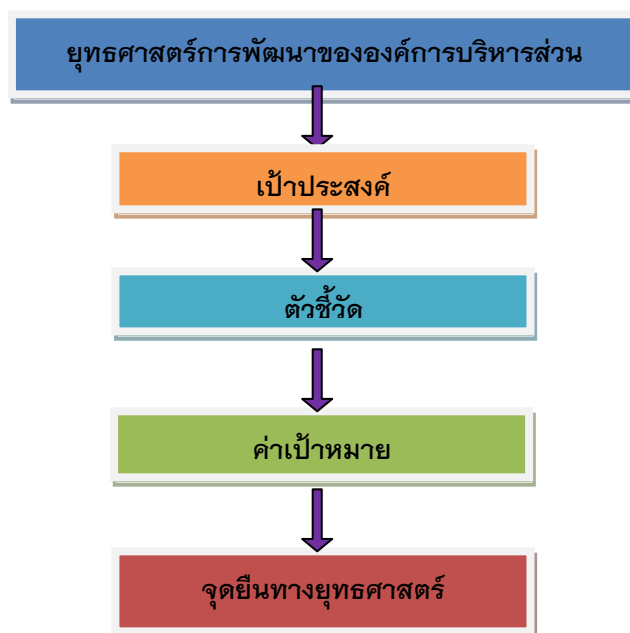 ยุทธศาสตร์การพัฒนาขององค์การบริหารส่วน
เป้าประสงค์
ตัวชี้วัด
ค่าเป้าหมาย
จุดยืนทางยุทธศาสตร์